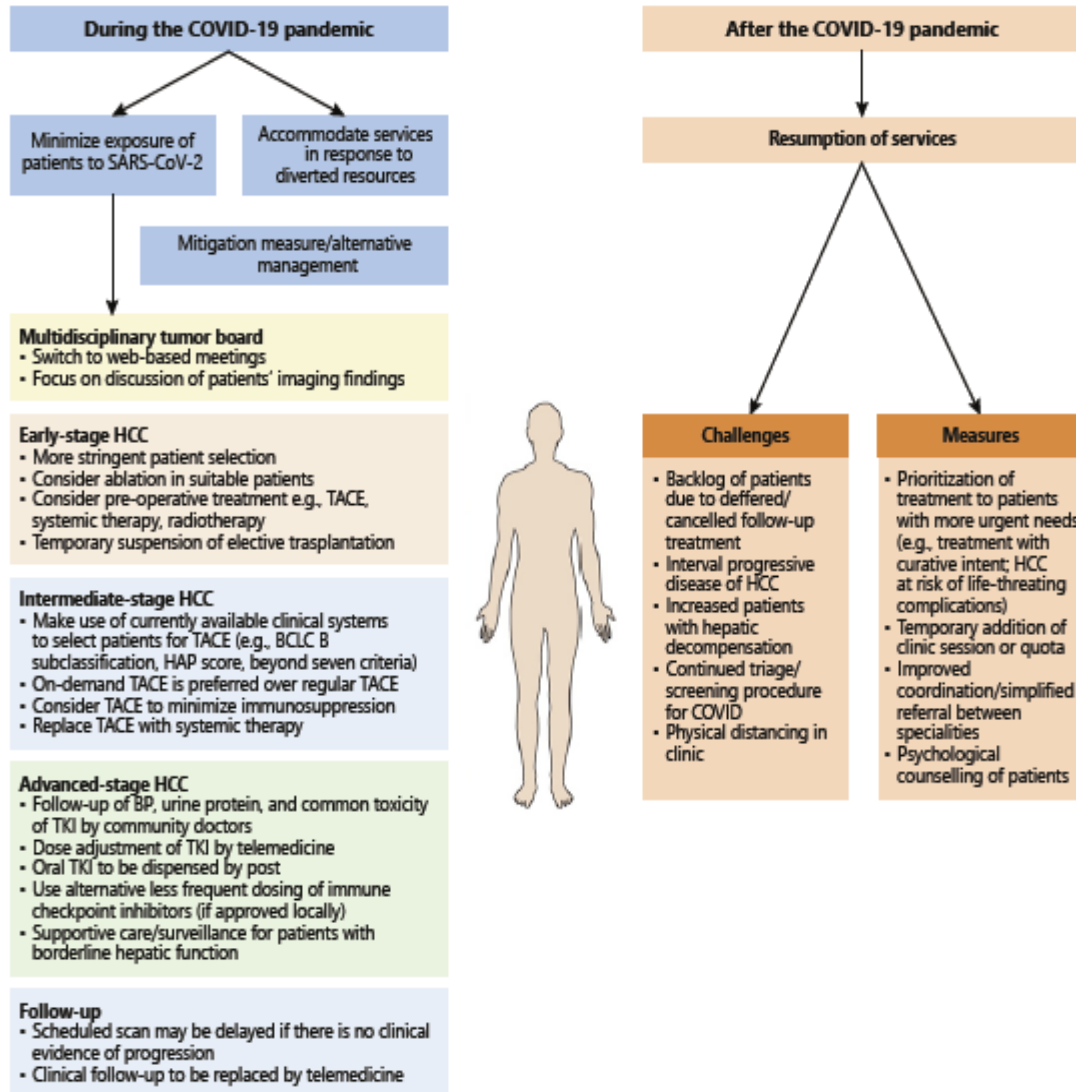 During the COVID-19 pandemic
Minimize exposure of
patients to SARS-CoV-2
Accommodate services
in response to
diverted resources
Mitigation measure/alternative
management
Multidisciplinary tumor board
• Switch to web-based meetings
• Focus on discussion of patients' imaging findings
Early-stage HCC
• More stringent patient selection
• Consider ablation in suitable patients
• Consider pre-operative treatment e.g., TACE,
systemic therapy, radiotherapy
• Temporary suspension of elective trasplantation
Intermediate-stage HCC
• Make use of currently available clinical systems
to select patients for TACE (e.g., BCLC B
subclassification, HAP score, beyond seven criteria)
• On-demand TACE is preferred over regular TACE
• Consider TACE to minimize immunosuppression
• Replace TACE with systemic therapy
Advanced-stage HCC
• Follow-up of BP, urine protein, and common toxicity
of TKI by community doctors
• Dose adjustment of TKI by telemedicine
• Oral TKI to be dispensed by post
• Use alternative less frequent dosing of immune
checkpoint inhibitors (if approved locally)
• Supportive care/surveillance for patients with
borderline hepatic function
Follow-up
• Scheduled scan may be delayed if there is no clinical
evidence of progression
• Clinical follow-up to be replaced by telemedicine
After the COVID-19 pandemic
Resumption of services
Challenges
• Backlog of patients
due to deffered/
cancelled follow-up
treatment
• Interval progressive
disease of HCC
• Increased patients
with hepatic
decompensation
• Continued triage/
screening procedure
for COVID
• Physical distancing in
clinic
Measures
• Prioritization of
treatment to patients
with more urgent needs
(e.g., treatment with
curative intent; HCC
at risk of life-threating
complications)
• Temporary addition of
clinic session or quota
• Improved
coordination/simplified
referral between
specialities
• Psychological
counselling of patients